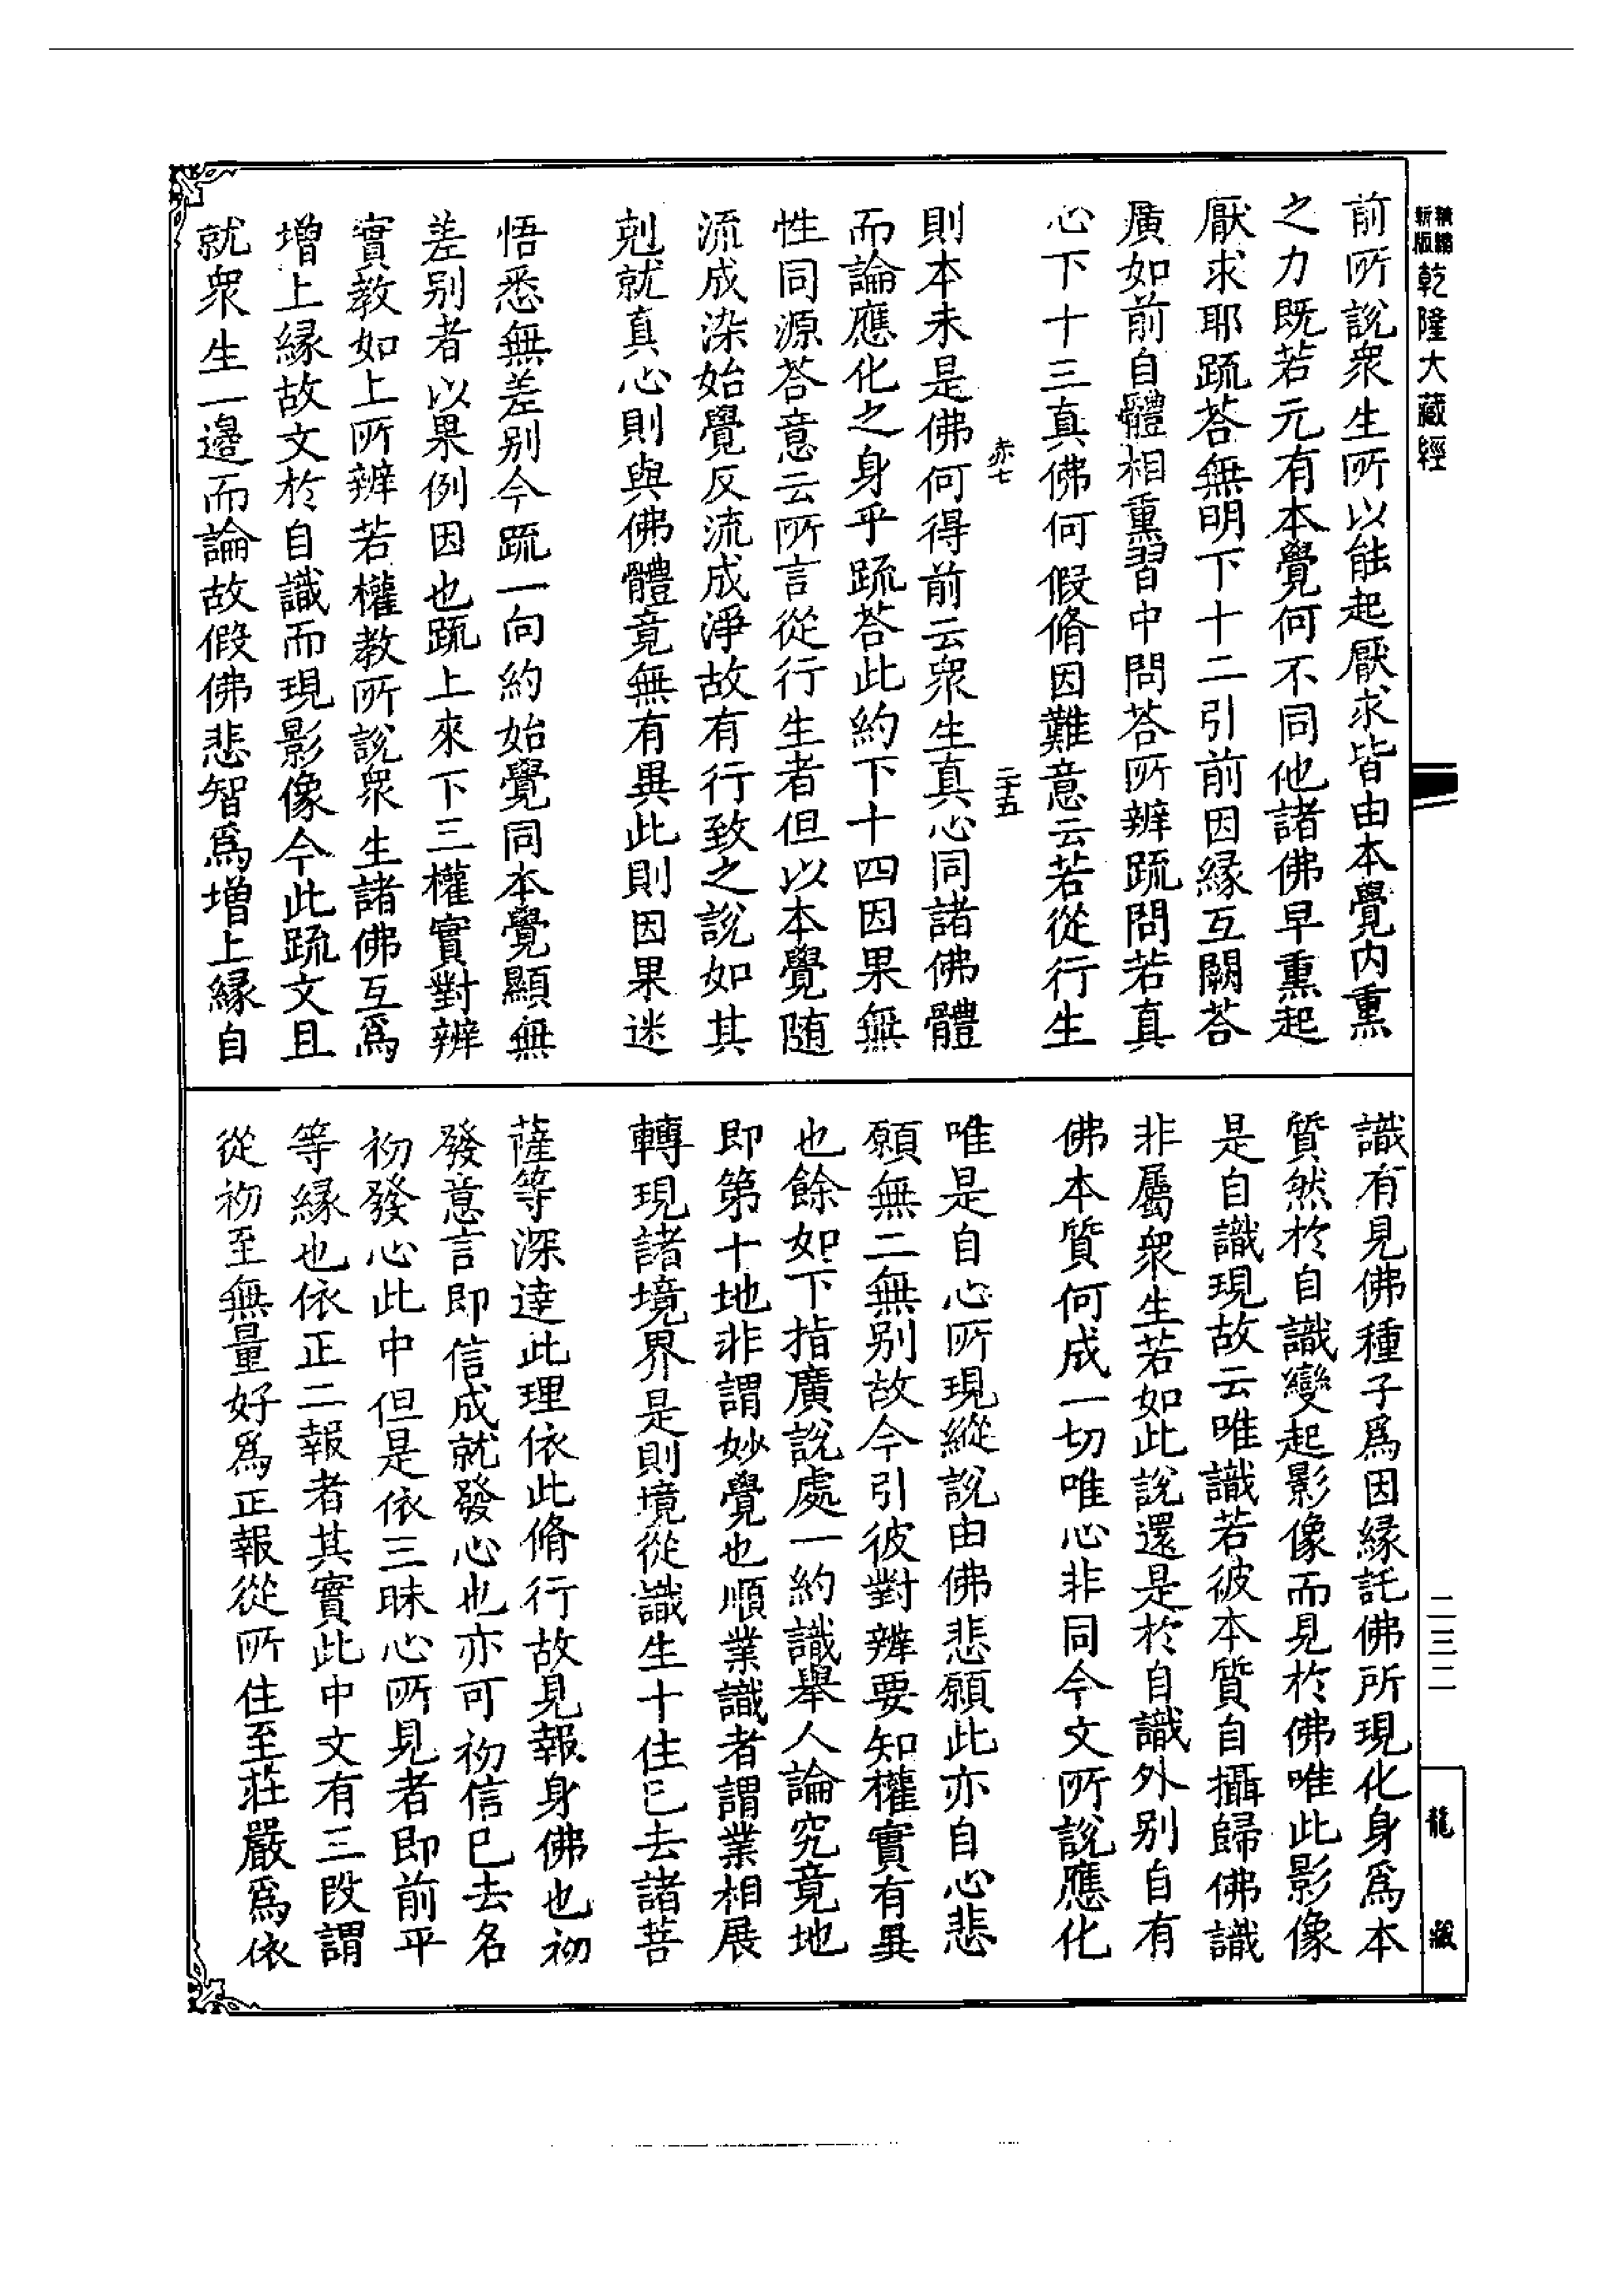 精縮
新版
乾隆大藏經
前所說衆生所以能起厭求皆由本覺内熏
之力既若元有本覺何不同他諸佛早熏起
厭求耶疏荅無明下十二引前因緣互闕荅
廣如前自體相熏習中問荅所辨疏問若真
心下十三真佛何假脩因難意云若從行生
赤七
二十五
則本未是佛何得前云衆生真心同諸佛體
而論應化之身乎疏荅此約下十四因果無
性同源荅意云所言從行生者但以本覺随
流成染始覺反流成淨故有行致之說如其
剋就真心則與佛體竟無有異此則因果迷
悟悉無差别今疏一向約始覺同本覺顯無
差别者以果例因也疏上來下三權實對辨
實教如上所辨若權教所說衆生諸佛互爲
增上緣故文於自識而現影像今此疏文且
就衆生一邊而論故假佛悲智爲增上緣自
識有見佛種子爲因緣託佛所現化身爲本
質然於自識變起影像而見於佛唯此影像
是自識現故云唯識若彼本質自攝歸佛識
非屬衆生若如此說還是於自識外别自有
佛本質何成一切唯心非同今文所說應化
唯是自心所現縱說由佛悲願此亦自心悲
願無二無别故今引彼對辨要知權實有異
也餘如下指廣說處一約識舉人論究竟地
即第十地非謂妙覺也順業識者謂業相展
轉現諸境界是則境從識生十住已去諸菩
薩等深達此理依此脩行故見報身佛也初
發意言即信成就發心也亦可初信已去名
初發心此中但是依三昧心所見者即前平
等緣也依正二報者其實此中文有三段謂
從初至無量好爲正報從所住至莊嚴爲依
二三二
龍
藏